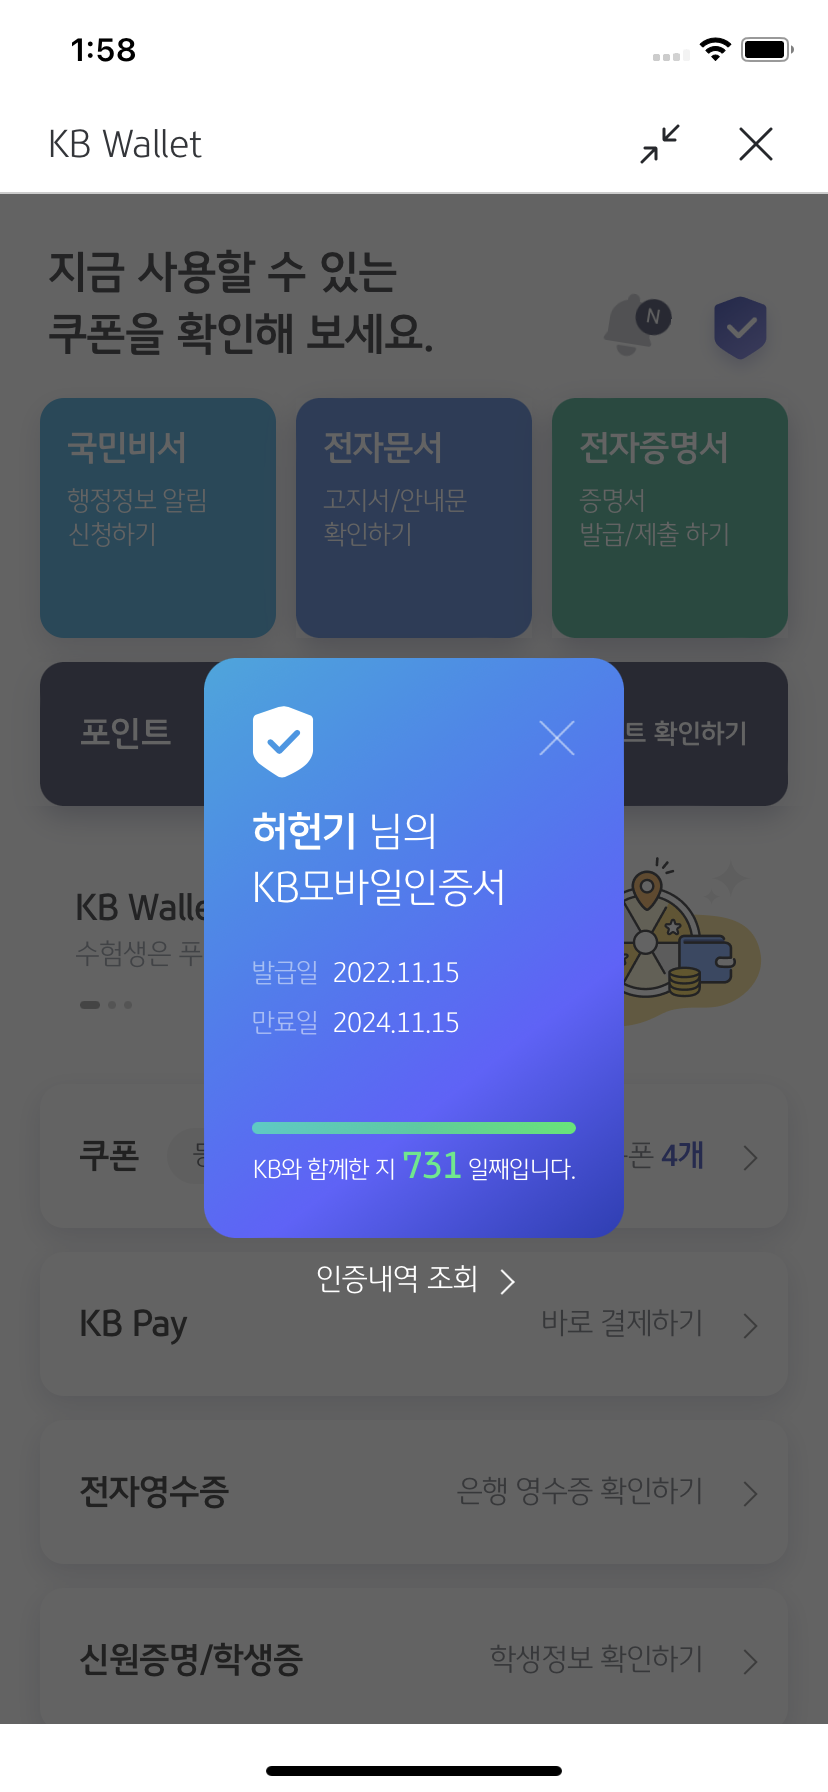 1:58
KB Wallet
지금 사용할 수 있는
쿠폰을 확인해 보세요.
N
국민비서
행정정보 알림
신청하기
전자문서
고지서/안내문
확인하기
전자증명서
증명서
발급/제출 하기
포인트
트 확인하기
허헌기 님의
KB모바일인증서
발급일 2022.11.15
만료일 2024.11.15
KB와 함께한 지 731 일째입니다.
KB Walle
수험생은 푸
쿠폰
폰 4개
인증내역 조회
KB Pay
바로 결제하기
전자영수증
은행 영수증 확인하기
신원증명/학생증
학생정보 확인하기